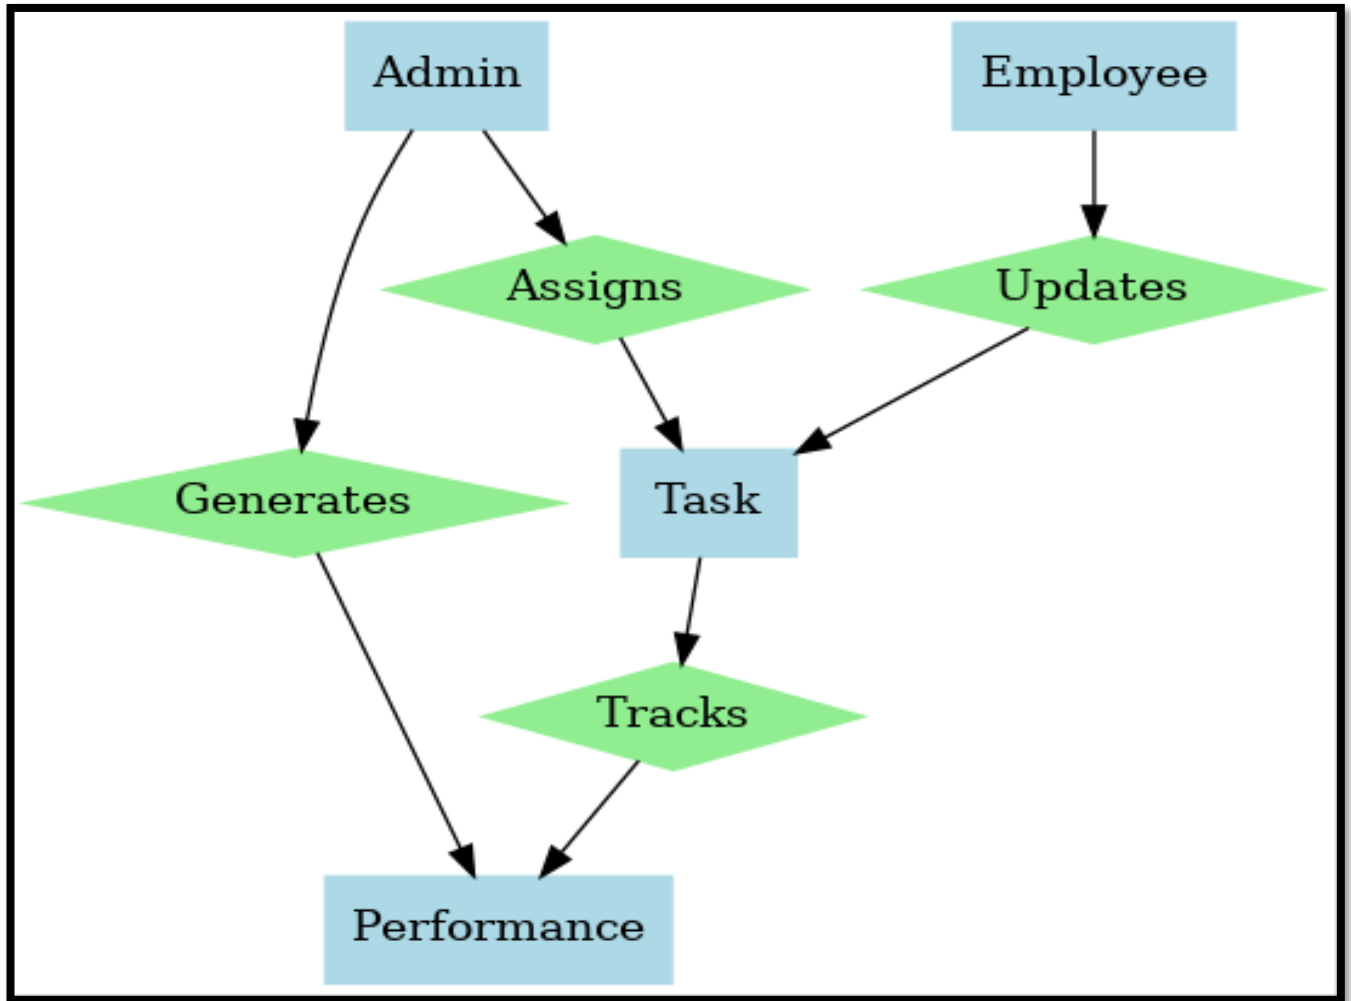 Admin
Employee
Assigns
Updates
Generates
Task
Tracks
Performance